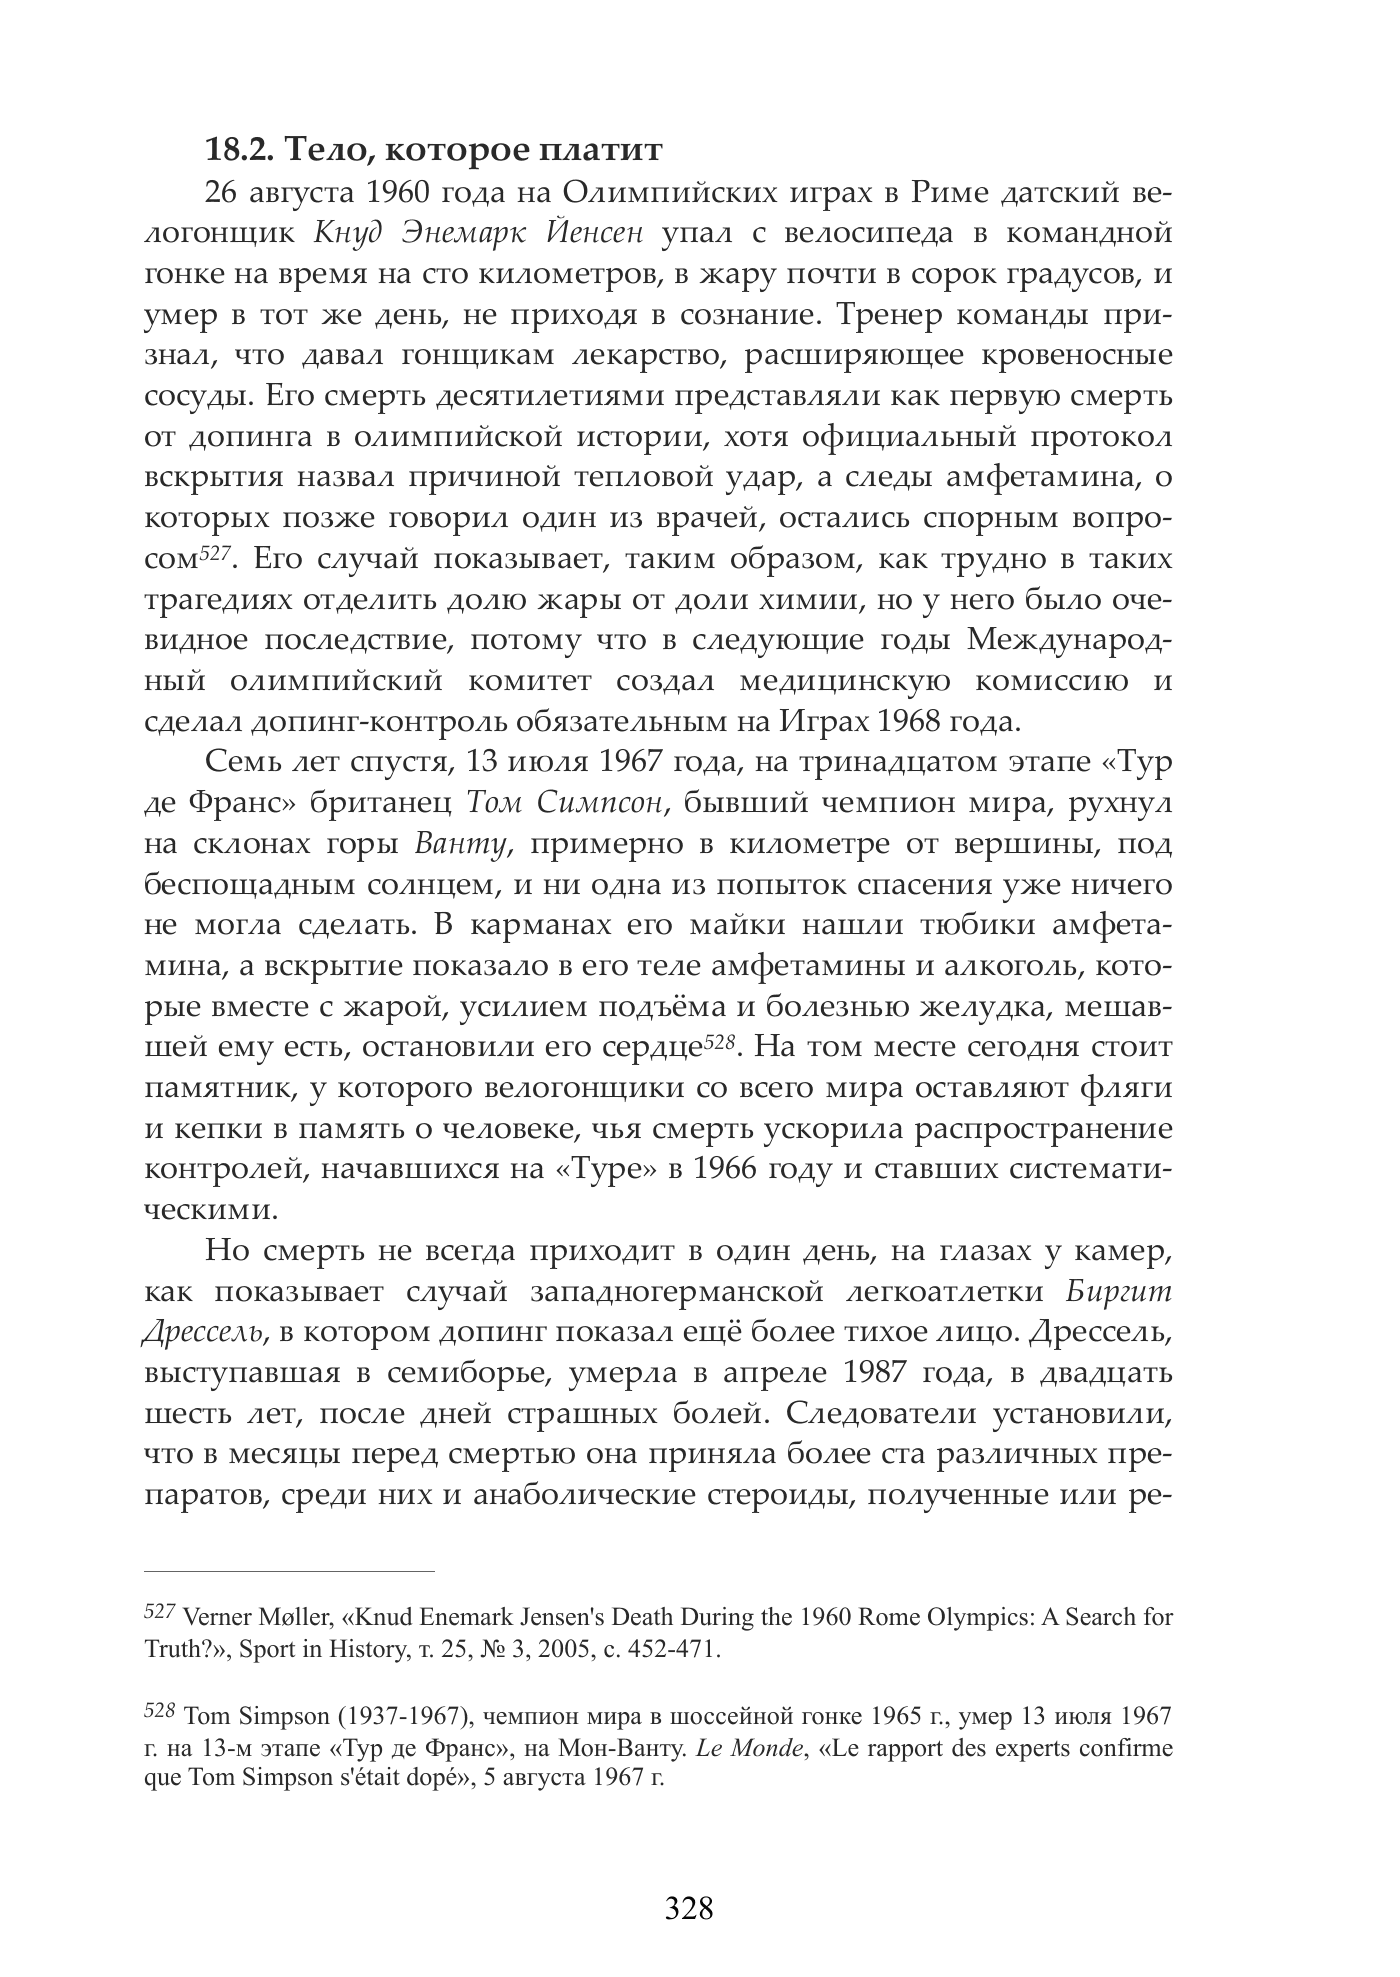 18.2. Тело, которое платит
26 августа 1960 года на Олимпийских играх в Риме датский ве-
логонщик Кнуд Энемарк Йенсен упал с велосипеда в командной
гонке на время на сто километров, в жару почти в сорок градусов, и
умер в тот же день, не приходя в сознание. Тренер команды при-
знал, что давал гонщикам лекарство, расширяющее кровеносные
сосуды. Его смерть десятилетиями представляли как первую смерть
от допинга в олимпийской истории, хотя официальный протокол
вскрытия назвал причиной тепловой удар, а следы амфетамина, о
которых позже говорил один из врачей, остались спорным вопро-
сом527. Его случай показывает, таким образом, как трудно в таких
трагедиях отделить долю жары от доли химии, но у него было оче-
видное последствие, потому что в следующие годы Международ-
ный олимпийский комитет создал медицинскую комиссию и
сделал допинг-контроль обязательным на Играх 1968 года.
Семь лет спустя, 13 июля 1967 года, на тринадцатом этапе «Тур
де Франс» британец Том Симпсон, бывший чемпион мира, рухнул
на склонах горы Ванту, примерно в километре от вершины, под
беспощадным солнцем, и ни одна из попыток спасения уже ничего
не могла сделать. В карманах его майки нашли тюбики амфета-
мина, а вскрытие показало в его теле амфетамины и алкоголь, кото-
рые вместе с жарой, усилием подъёма и болезнью желудка, мешав-
шей ему есть, остановили его сердце528. На том месте сегодня стоит
памятник, у которого велогонщики со всего мира оставляют фляги
и кепки в память о человеке, чья смерть ускорила распространение
контролей, начавшихся на «Туре» в 1966 году и ставших системати-
ческими.
Но смерть не всегда приходит в один день, на глазах у камер,
как показывает случай западногерманской легкоатлетки Биргит
Дрессель, в котором допинг показал ещё более тихое лицо. Дрессель,
выступавшая в семиборье, умерла в апреле 1987 года, в двадцать
шесть лет, после дней страшных болей. Следователи установили,
что в месяцы перед смертью она приняла более ста различных пре-
паратов, среди них и анаболические стероиды, полученные или ре-
527 Verner Møller, «Knud Enemark Jensen's Death During the 1960 Rome Olympics: A Search for
Truth?», Sport in History, т. 25, № 3, 2005, с. 452-471.
528 Tom Simpson (1937-1967), чемпион мира в шоссейной гонке 1965 г., умер 13 июля 1967
г. на 13-м этапе «Тур де Франс», на Мон-Ванту. Le Monde, «Le rapport des experts confirme
que Tom Simpson s'était dopé», 5 августа 1967 г.
328